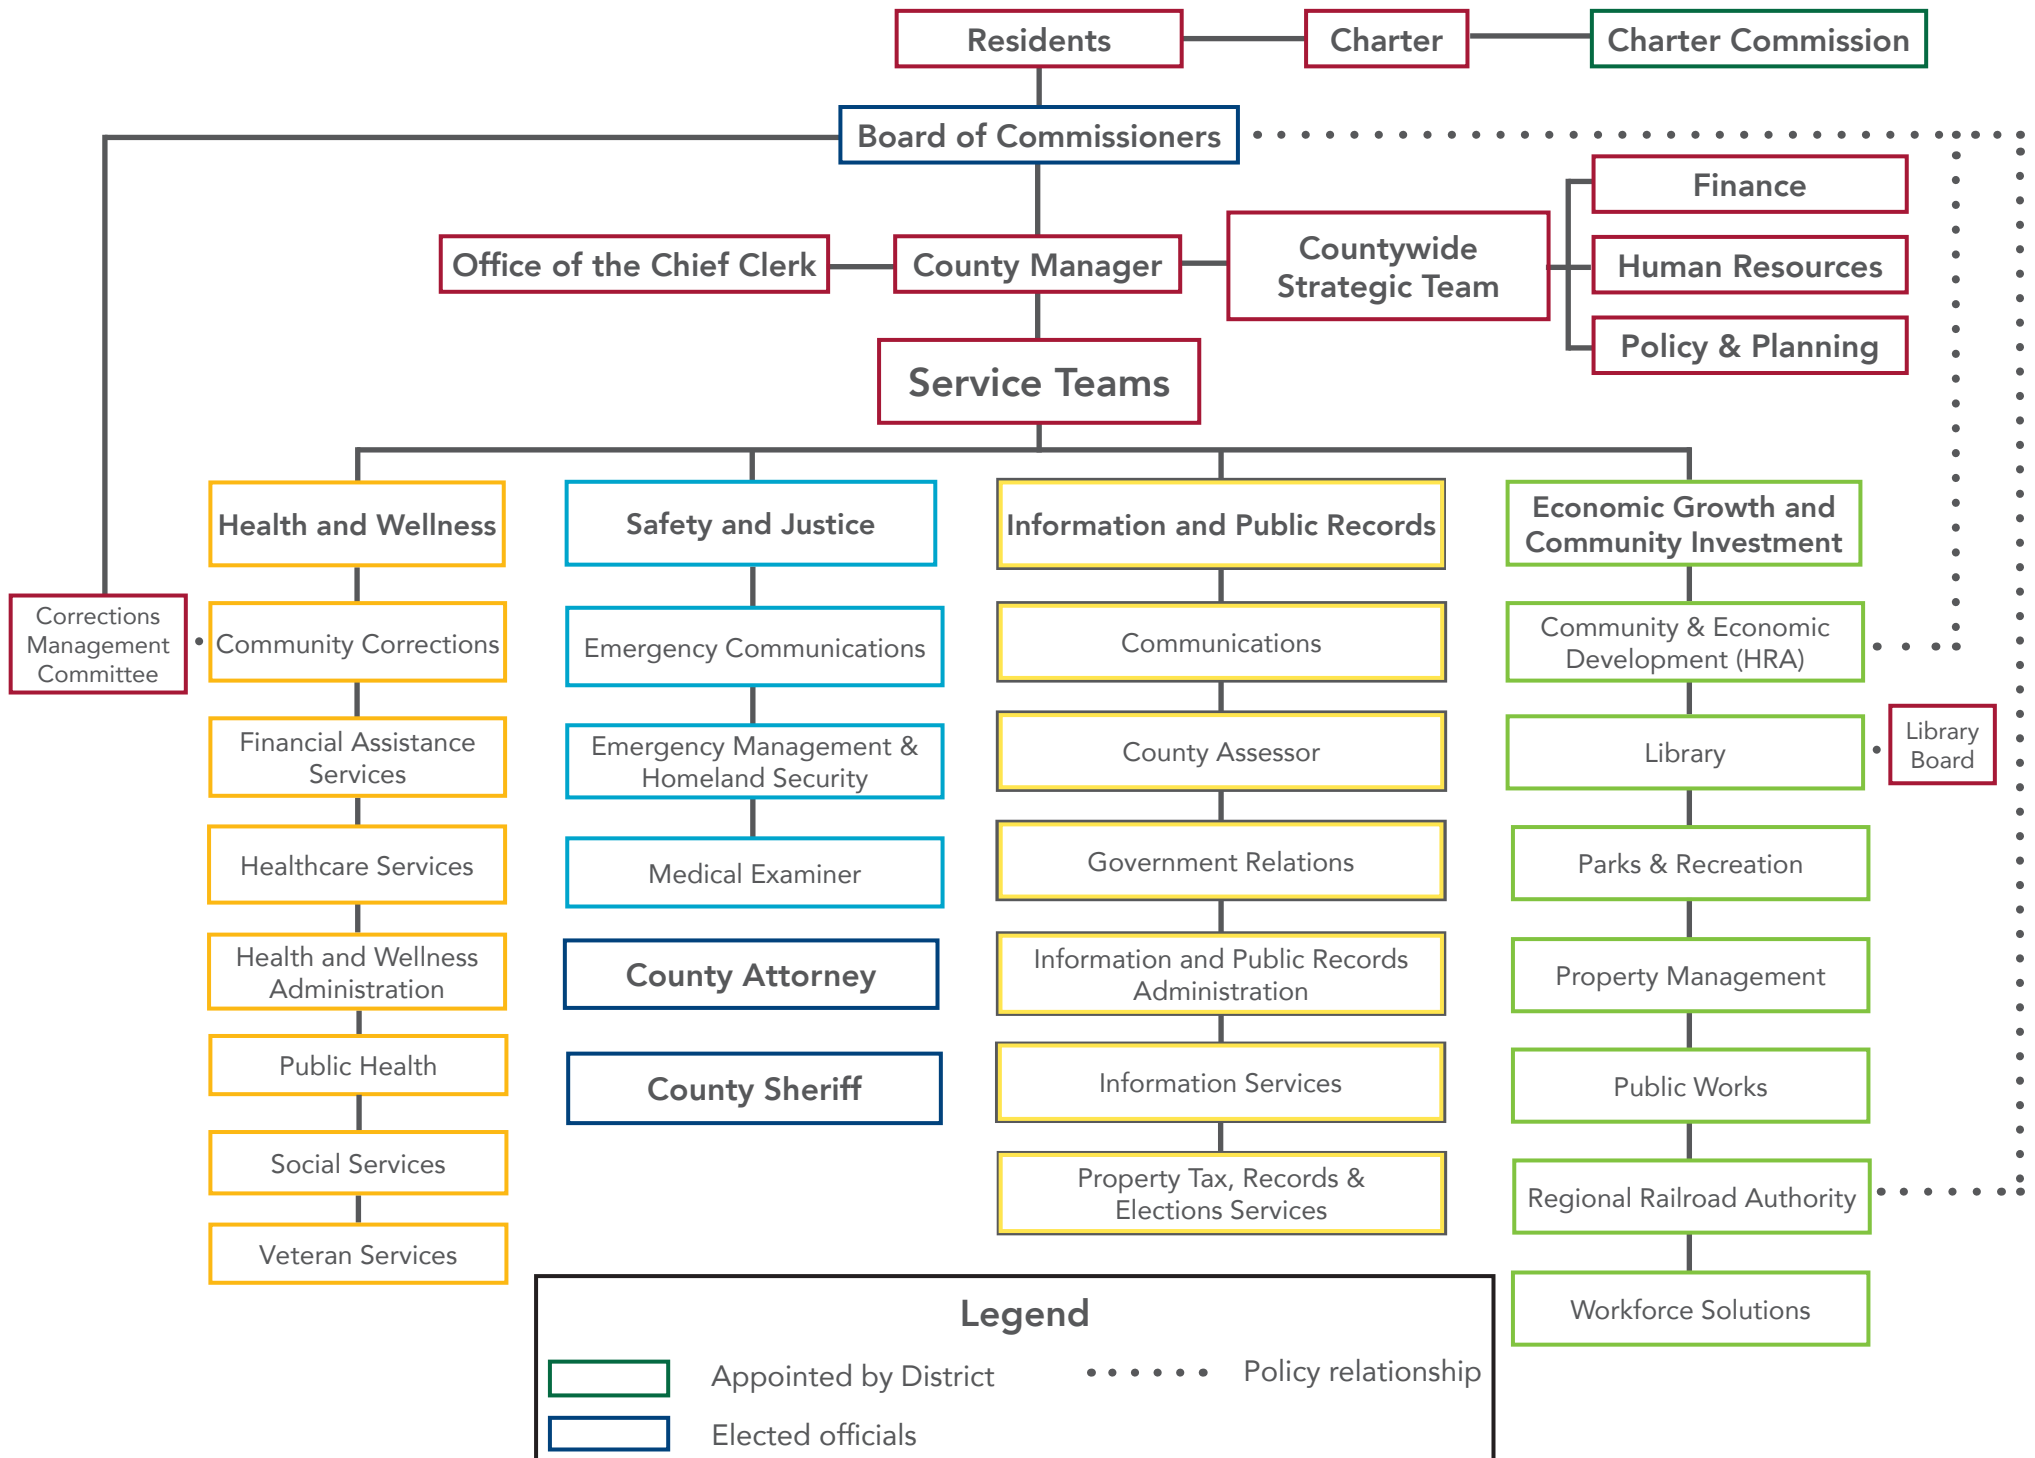 Residents
Charter
Charter Commission
Board of Commissioners
Finance
Office of the Chief Clerk
County Manager
Countywide
Strategic Team
Human Resources
Policy & Planning
Service Teams
Health and Wellness
Safety and Justice
Information and Public Records
Economic Growth and
Community Investment
Corrections
Management
Committee
Community Corrections
Financial Assistance
Services
Healthcare Services
Health and Wellness
Administration
Public Health
Social Services
Veteran Services
Emergency Communications
Emergency Management &
Homeland Security
Medical Examiner
County Attorney
County Sheriff
Communications
County Assessor
Government Relations
Information and Public Records
Administration
Information Services
Property Tax, Records &
Elections Services
Community & Economic
Development (HRA)
Library
Library
Board
Parks & Recreation
Property Management
Public Works
Regional Railroad Authority
Workforce Solutions
Legend
Appointed by District
Policy relationship
Elected officials